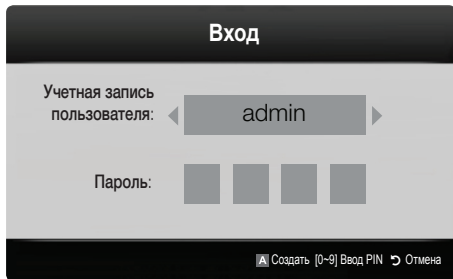 Вход
Учетная запись
пользователя:
admin
Пароль:
A Создать [0~9] Ввод PIN Отмена